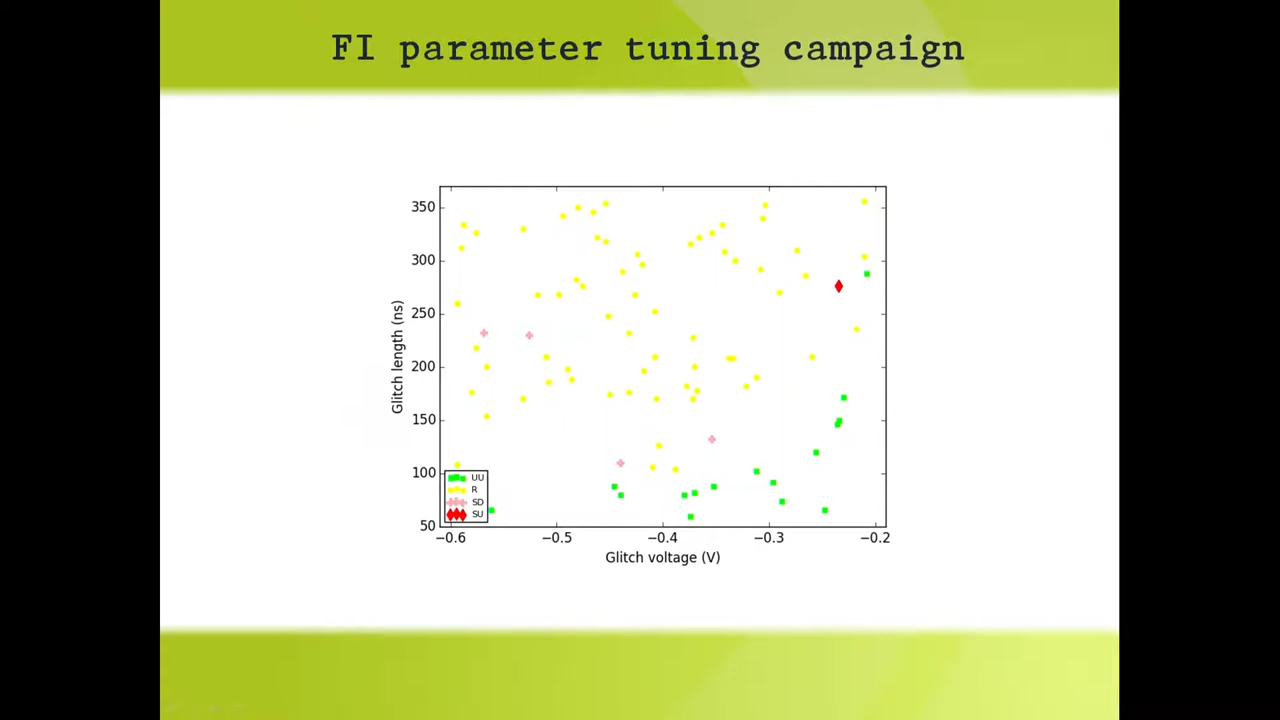 FI parameter tuning campaign
350
300
250
200
150
100
50
Glitch length (ns)
UU
R
SD
SU
−0.6 −0.5 −0.4 −0.3 −0.2
Glitch voltage (V)